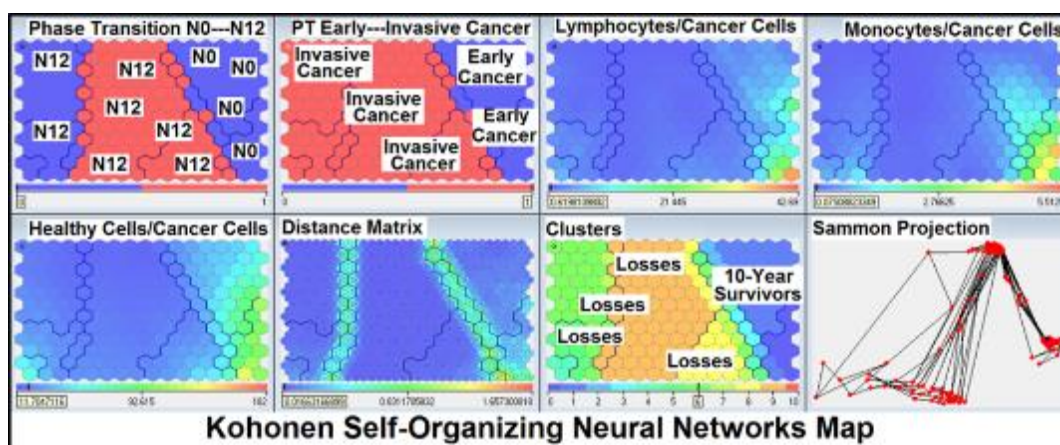 Phase Transition N0---N12
N12
N12
N0
N0
N12
N12
N0
N12
N12
N12
N0
0
1
PT Early---Invasive Cancer
Invasive
Cancer
Early
Cancer
Invasive
Cancer
Early
Cancer
Invasive
Cancer
0
1
Lymphocytes/Cancer Cells
21.445
42.69
Monocytes/Cancer Cells
2.76625
Healthy Cells/Cancer Cells
92.615
182
Distance Matrix
Clusters
Losses
10-Year
Survivors
Losses
Losses
Losses
0 1 2 3 4 5 6 7 8 9 10
Sammon Projection
Kohonen Self-Organizing Neural Networks Map